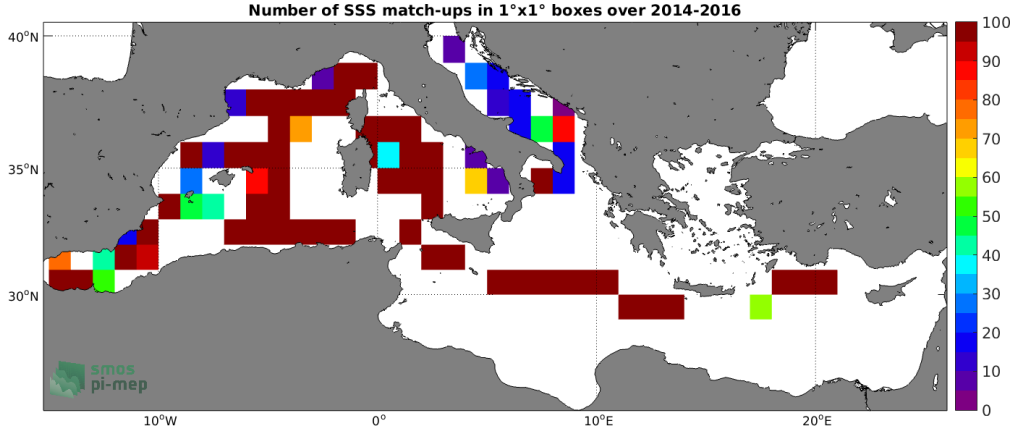 Number of SSS match-ups in 1°x1° boxes over 2014-2016
40°N
35°N
30°N
10°W
0°
10°E
20°E
100
90
80
70
60
50
40
30
20
10
0
smos
pi-mep